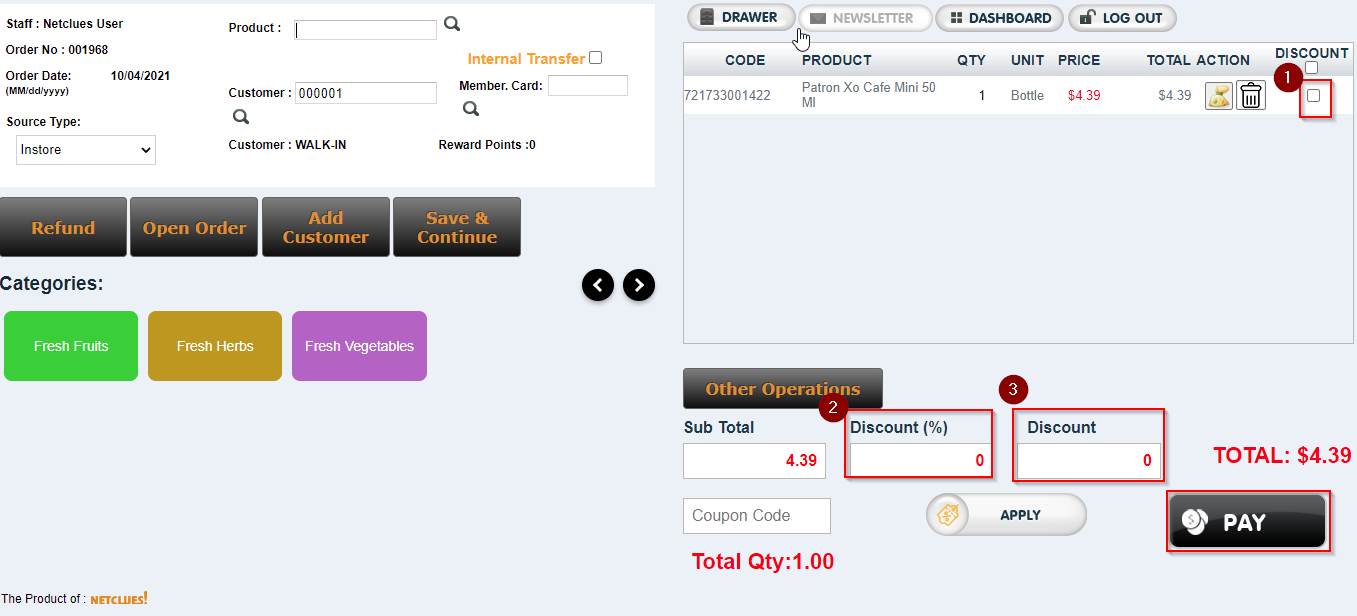 Staff : Netclues User
Order No : 001968
Order Date: 10/04/2021
(MM/dd/yyyy)
Source Type:
Instore
Product :
Internal Transfer
Customer : 000001
Member. Card:
Customer : WALK-IN
Reward Points :0
Refund
Open Order
Add
Customer
Save &
Continue
Categories:
Fresh Fruits
Fresh Herbs
Fresh Vegetables
The Product of : NETCLUES!
DRAWER
NEWSLETTER
DASHBOARD
LOG OUT
CODE PRODUCT QTY UNIT PRICE TOTAL ACTION DISCOUNT
1
721733001422 Patron Xo Cafe Mini 50 1 Bottle $4.39 $4.39
Ml
Other Operations
2
3
Sub Total
Discount (%)
Discount
4.39
0
0
TOTAL: $4.39
Coupon Code
APPLY
PAY
Total Qty:1.00